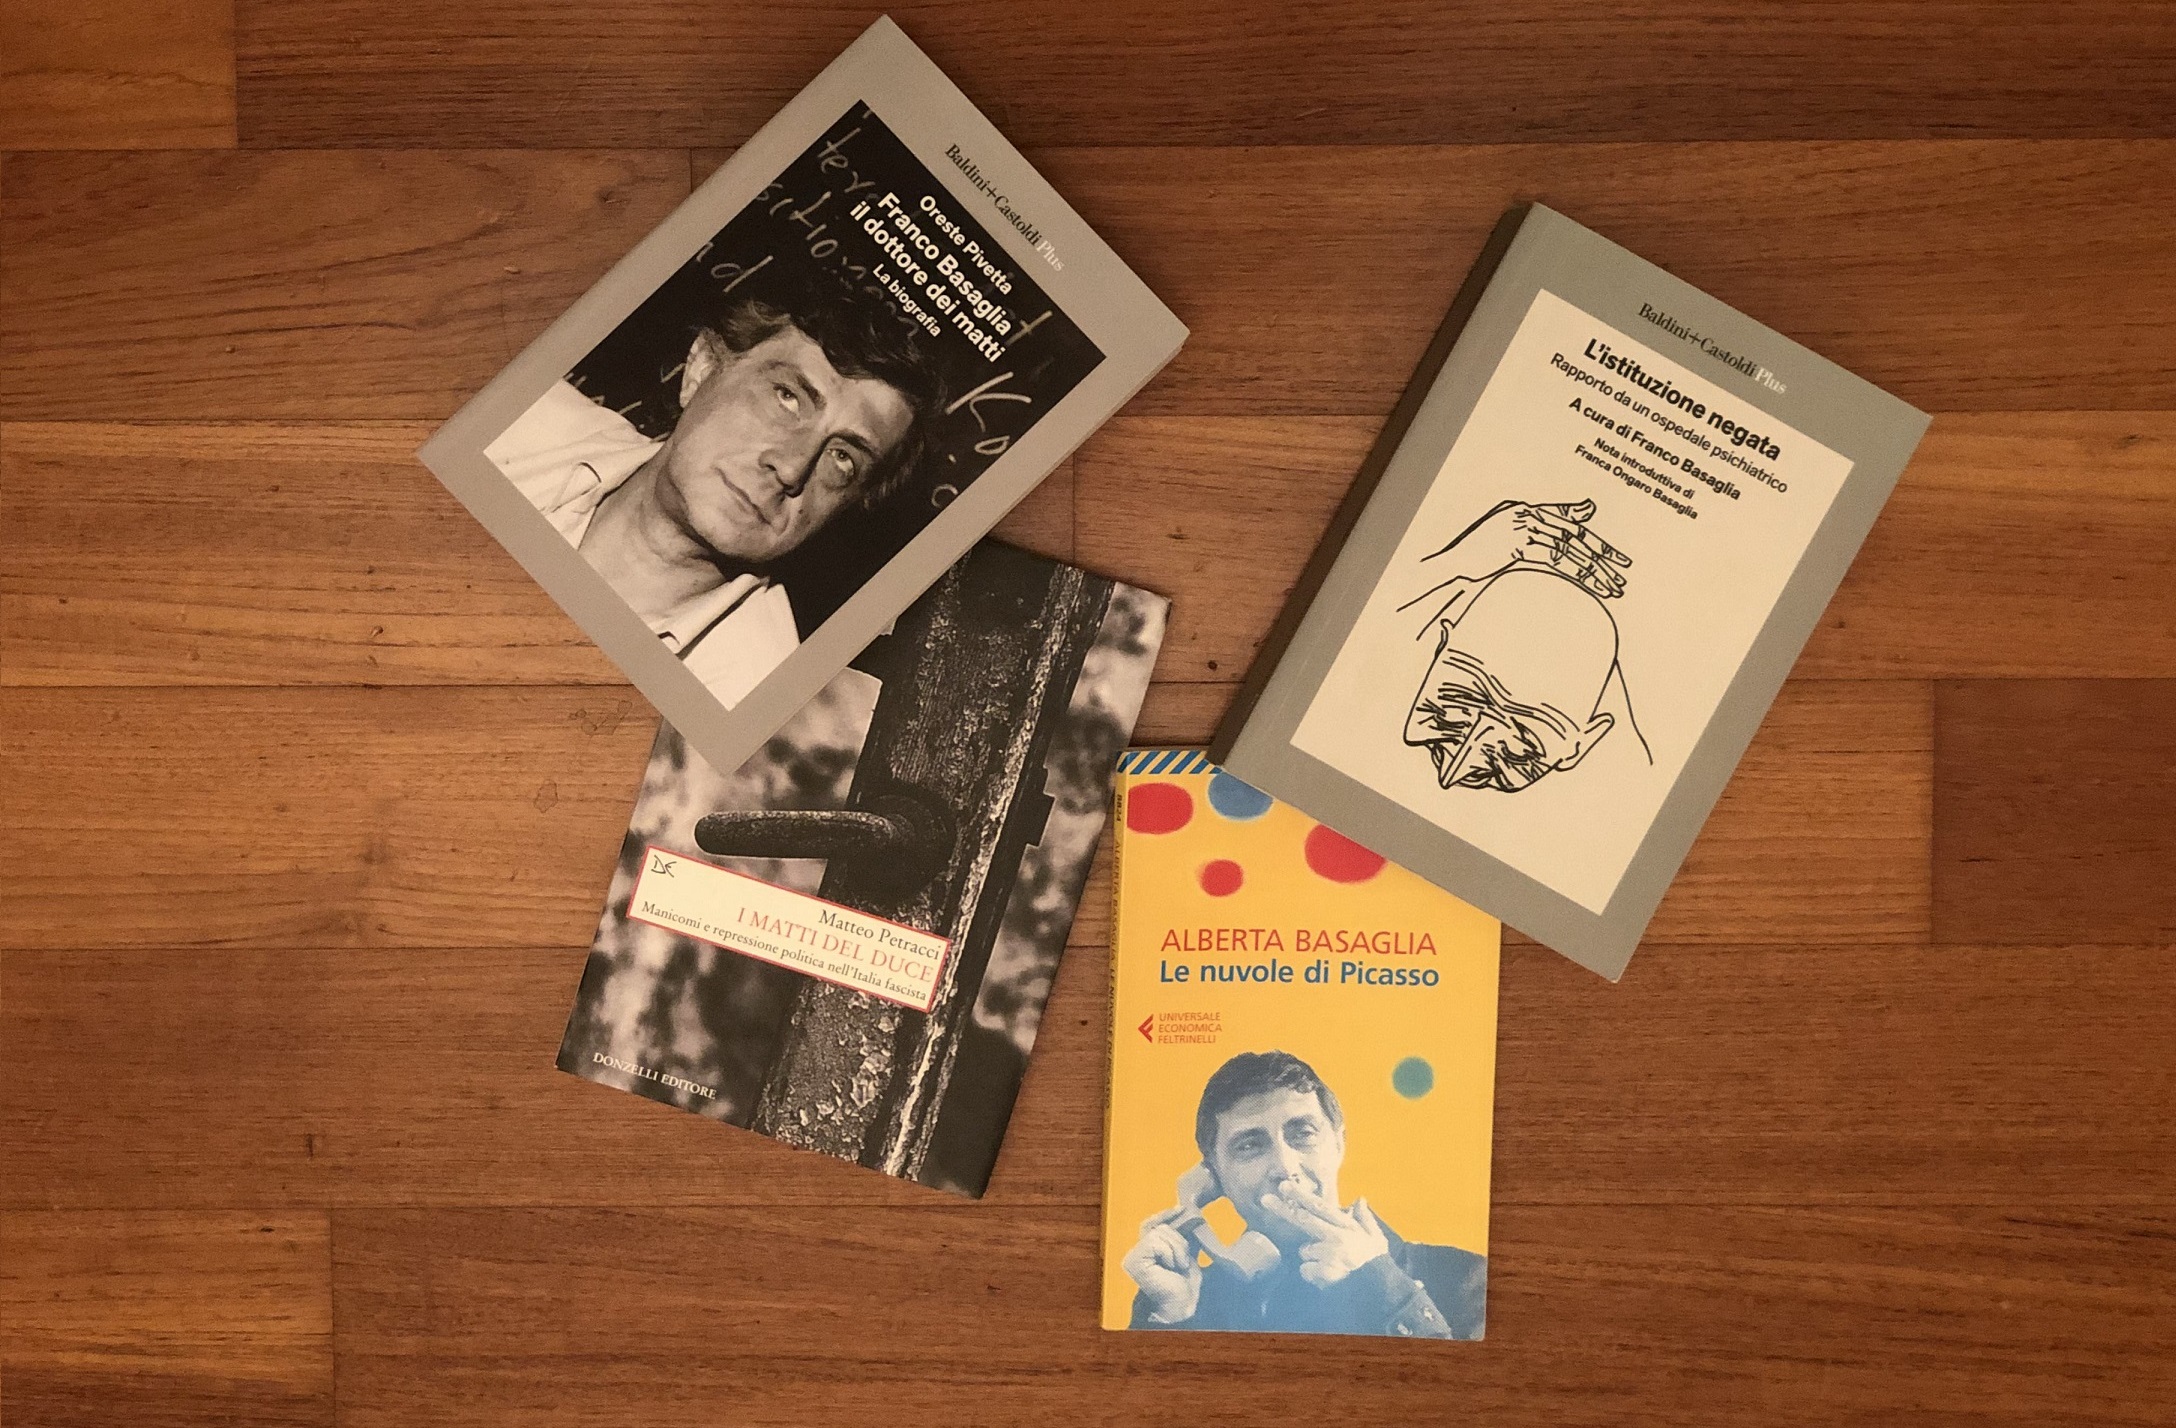 Baldini+Castoldi Plus
Oreste Pivetta
Franco Basaglia
il dottore dei matti
La biografia
Baldini+Castoldi Plus
L'istituzione negata
Rapporto da un ospedale psichiatrico
A cura di Franco Basaglia
Nota introduttiva di
Franca Ongaro Basaglia
DE
Matteo Petracci
I MATTI DEL DUCE
Manicomi e repressione politica nell'Italia fascista
DONZELLI EDITORE
ALBERTA BASAGLIA
Le nuvole di Picasso
UNIVERSALE
ECONOMICA
FELTRINELLI